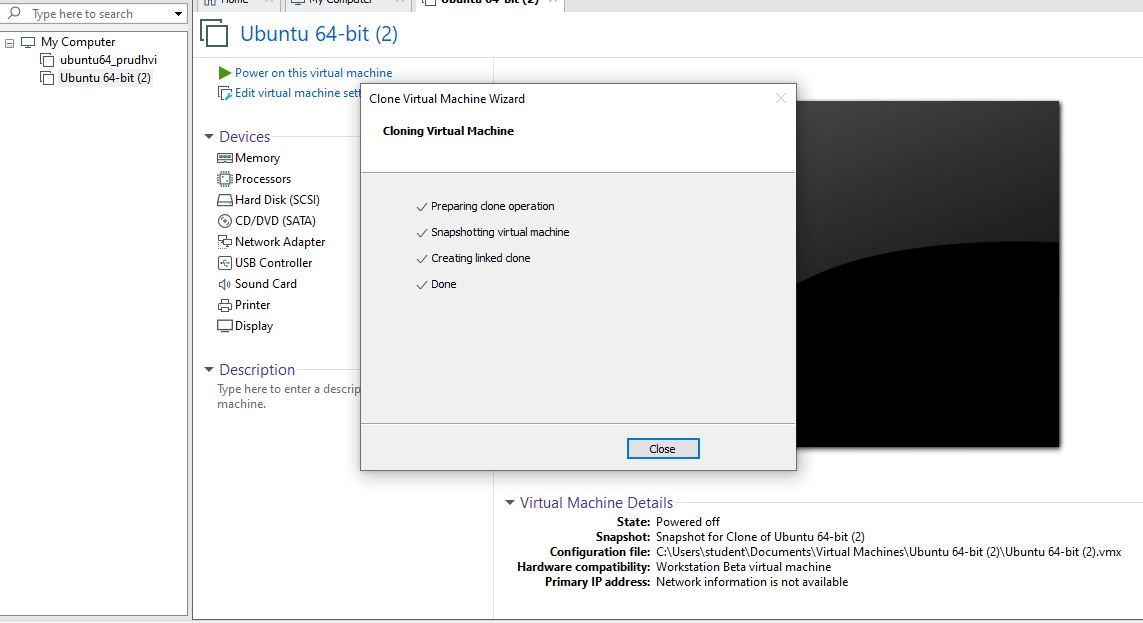 Type here to search
Home
My Computer
Ubuntu 64-bit (2)
My Computer
ubuntu64_prudhvi
Ubuntu 64-bit (2)
Ubuntu 64-bit (2)
Power on this virtual machine
Edit virtual machine sett
Devices
Memory
Processors
Hard Disk (SCSI)
CD/DVD (SATA)
Network Adapter
USB Controller
Sound Card
Printer
Display
Description
Type here to enter a descrip
machine.
Clone Virtual Machine Wizard
Cloning Virtual Machine
Preparing clone operation
Snapshotting virtual machine
Creating linked clone
Done
Close
Virtual Machine Details
State: Powered off
Snapshot: Snapshot for Clone of Ubuntu 64-bit (2)
Configuration file: C:\Users\student\Documents\Virtual Machines\Ubuntu 64-bit (2)\Ubuntu 64-bit (2).vmx
Hardware compatibility: Workstation Beta virtual machine
Primary IP address: Network information is not available